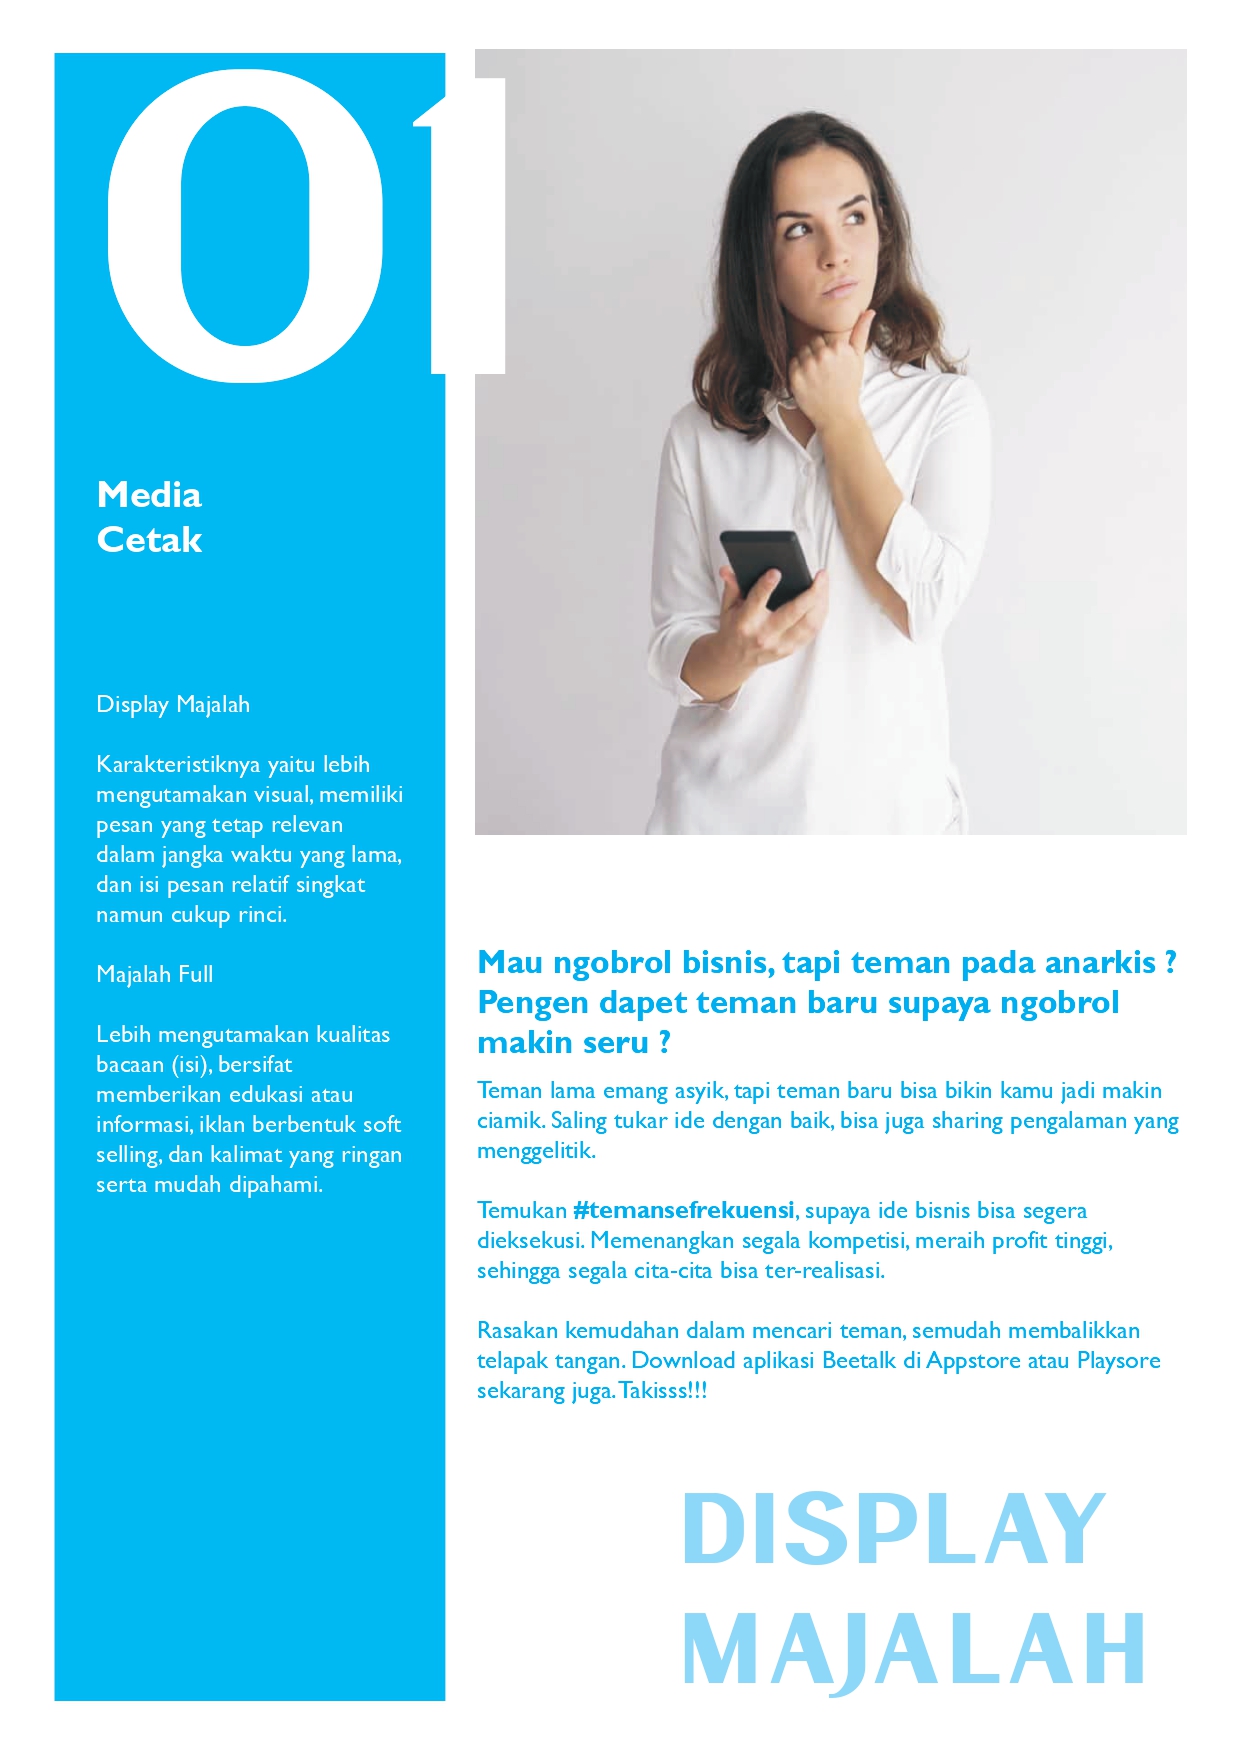 01
Media
Cetak
Display Majalah
Karakteristiknya yaitu lebih
mengutamakan visual, memiliki
pesan yang tetap relevan
dalam jangka waktu yang lama,
dan isi pesan relatif singkat
namun cukup rinci.
Majalah Full
Lebih mengutamakan kualitas
bacaan (isi), bersifat
memberikan edukasi atau
informasi, iklan berbentuk soft
selling, dan kalimat yang ringan
serta mudah dipahami.
Mau ngobrol bisnis, tapi teman pada anarkis ?
Pengen dapet teman baru supaya ngobrol
makin seru ?
Teman lama emang asyik, tapi teman baru bisa bikin kamu jadi makin
ciamik. Saling tukar ide dengan baik, bisa juga sharing pengalaman yang
menggelitik.
Temukan #temansefrekuensi, supaya ide bisnis bisa segera
dieksekusi. Memenangkan segala kompetisi, meraih profit tinggi,
sehingga segala cita-cita bisa ter-realisasi.
Rasakan kemudahan dalam mencari teman, semudah membalikkan
telapak tangan. Download aplikasi Beetalk di Appstore atau Playsore
sekarang juga. Takisss!!!
DISPLAY
MAJALAH